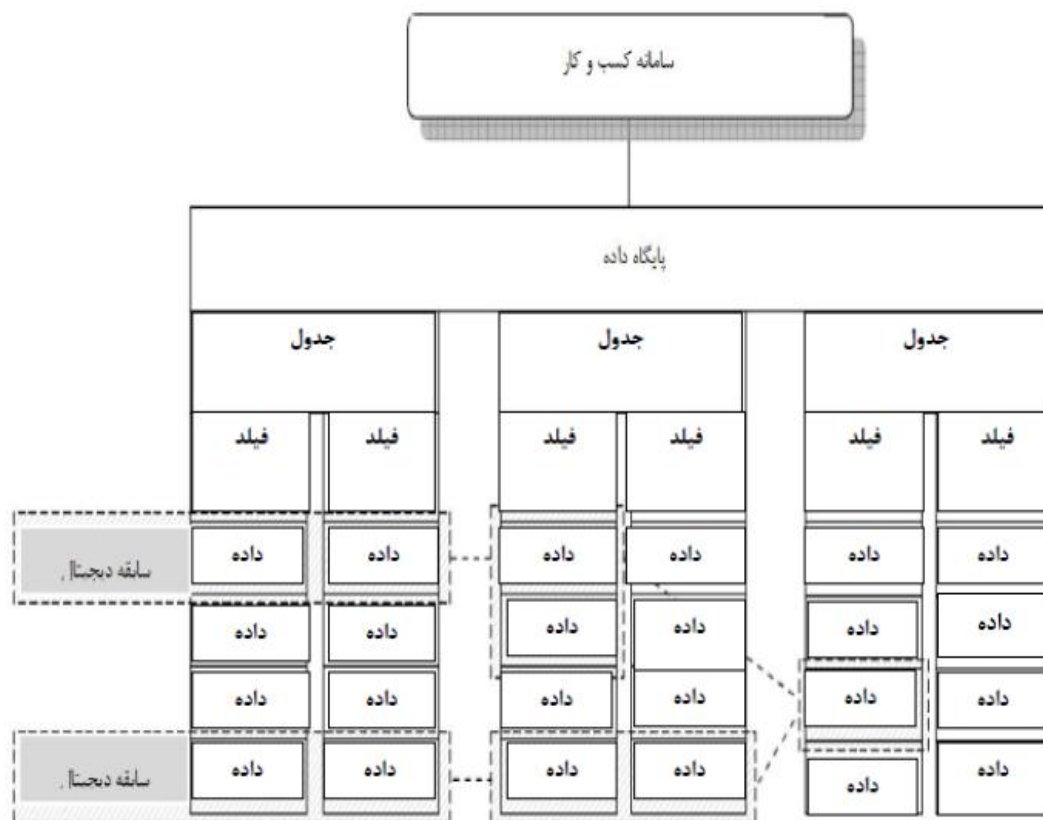 سامانه کسب و کار
پایگاه داده
جدول جدول جدول
فیلد فیلد فیلد فیلد فیلد فیلد
داده داده داده داده داده داده
سابقه دیجیتال
داده داده داده داده داده داده
داده داده داده داده داده داده
داده داده داده داده داده داده
سابقه دیجیتال